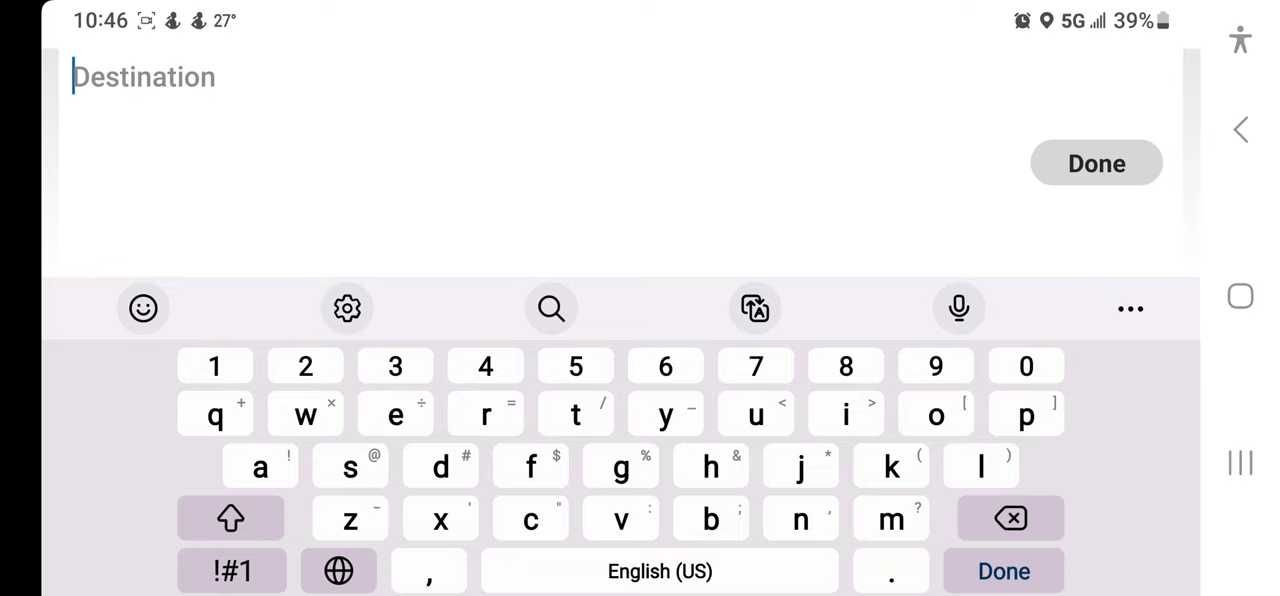 10:46 27°
5G 39%
Destination
Done
1 2 3 4 5 6 7 8 9 0
q + w × e ÷ r = t / y _ u < i > o [ p ]
a ! s @ d # f $ g % h & j * k ( l )
z - x ' c " v : b ; n , m ?
!#1 , English (US) . Done